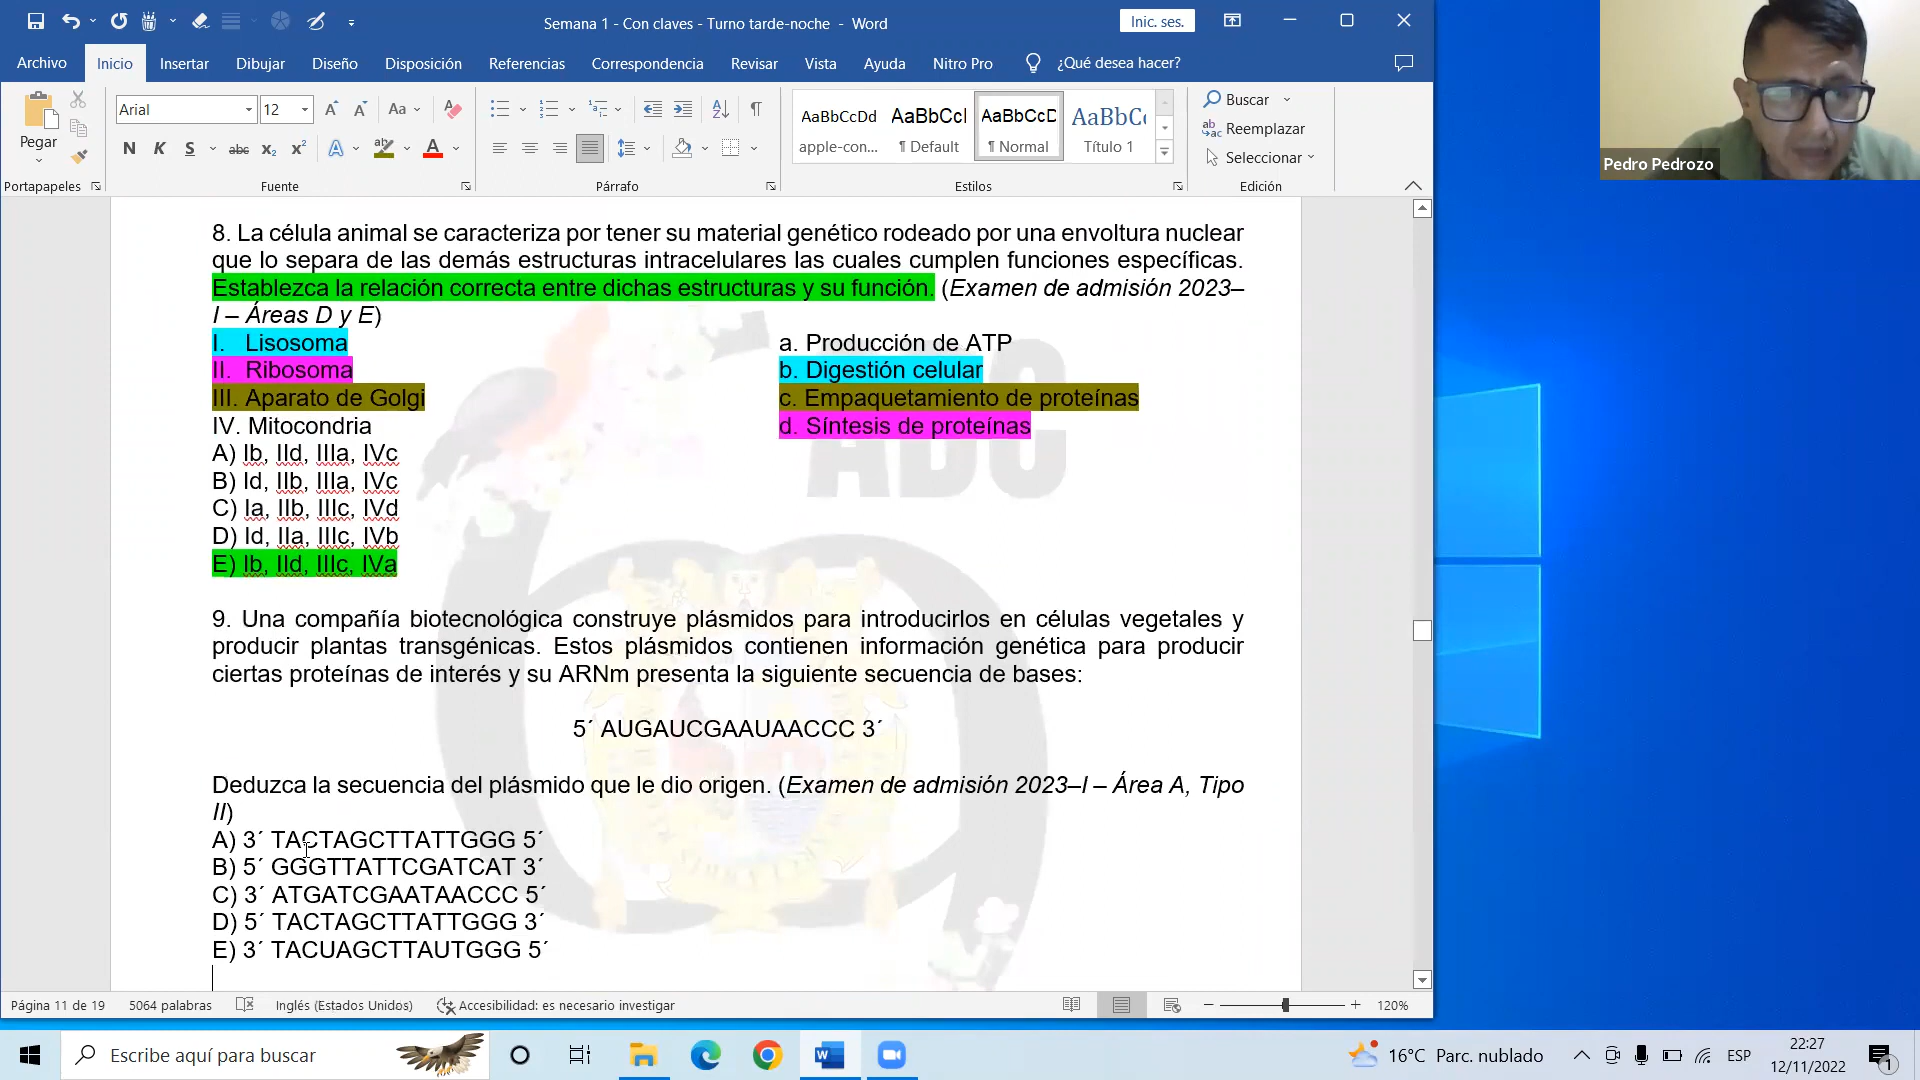 Semana 1 - Con claves - Turno tarde-noche - Word
Inic. ses.
Archivo Inicio Insertar Dibujar Diseño Disposición Referencias Correspondencia Revisar Vista Ayuda Nitro Pro ¿Qué desea hacer?
Pegar
Arial 12
Aa
N K S abc x₂ x² A ab A
AaBbCcDd AaBbCcI AaBbCcD AaBbCc
apple-con... ¶ Default ¶ Normal Título 1
Buscar
Reemplazar
Seleccionar
Portapapeles Fuente Párrafo Estilos Edición
Pedro Pedrozo
8. La célula animal se caracteriza por tener su material genético rodeado por una envoltura nuclear
que lo separa de las demás estructuras intracelulares las cuales cumplen funciones específicas.
Establezca la relación correcta entre dichas estructuras y su función. (Examen de admisión 2023–
I – Áreas D y E)
I. Lisosoma a. Producción de ATP
II. Ribosoma b. Digestión celular
III. Aparato de Golgi c. Empaquetamiento de proteínas
IV. Mitocondria d. Síntesis de proteínas
A) Ib, IId, IIIa, IVc
B) Id, IIb, IIIa, IVc
C) Ia, IIb, IIIc, IVd
D) Id, IIa, IIIc, IVb
E) Ib, IId, IIIc, IVa
ADC
9. Una compañía biotecnológica construye plásmidos para introducirlos en células vegetales y
producir plantas transgénicas. Estos plásmidos contienen información genética para producir
ciertas proteínas de interés y su ARNm presenta la siguiente secuencia de bases:
5´ AUGAUCGAAUAACCC 3´
Deduzca la secuencia del plásmido que le dio origen. (Examen de admisión 2023–I – Área A, Tipo
II)
A) 3´ TACTAGCTTATTGGG 5´
B) 5´ GGGTTATTCGATCAT 3´
C) 3´ ATGATCGAATAACCC 5´
D) 5´ TACTAGCTTATTGGG 3´
E) 3´ TACUAGCTTAUTGGG 5´
Página 11 de 19 5064 palabras Inglés (Estados Unidos) Accesibilidad: es necesario investigar 120%
Escribe aquí para buscar
16°C Parc. nublado ESP
22:27
12/11/2022
1